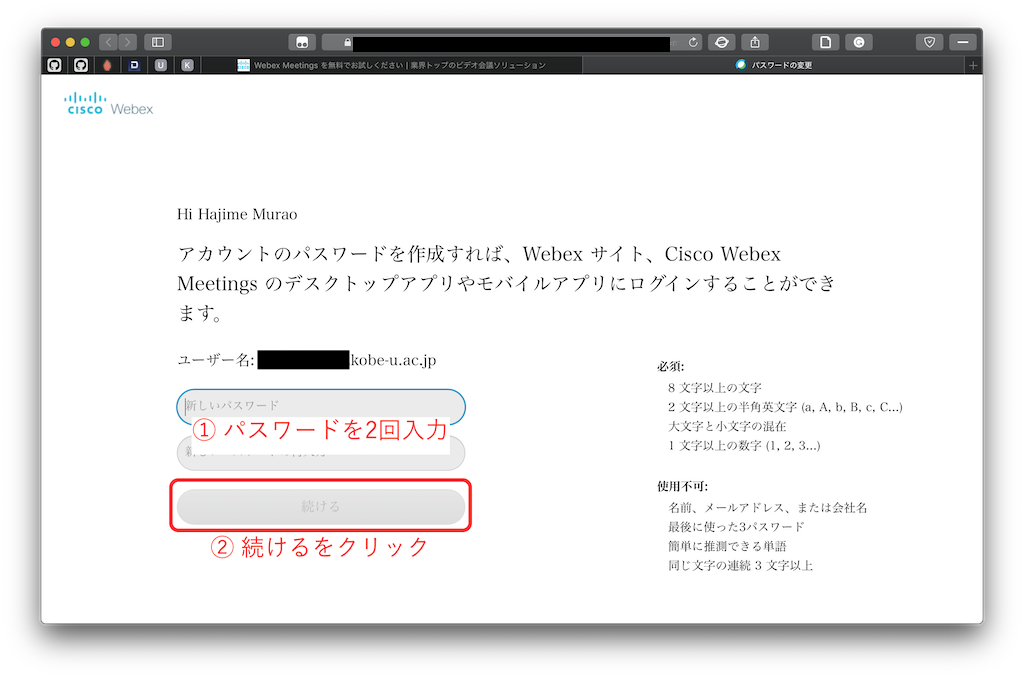 Webex Meetings を無料でお試しください | 業界トップのビデオ会議ソリューション
パスワードの変更
cisco Webex
Hi Hajime Murao
アカウントのパスワードを作成すれば、Webex サイト、Cisco Webex
Meetings のデスクトップアプリやモバイルアプリにログインすることができ
ます。
ユーザー名:
kobe-u.ac.jp
新しいパスワード
① パスワードを2回入力
続ける
② 続けるをクリック
必須:
8 文字以上の文字
2 文字以上の半角英文字 (a, A, b, B, c, C...)
大文字と小文字の混在
1 文字以上の数字 (1, 2, 3...)
使用不可:
名前、メールアドレス、または会社名
最後に使った3パスワード
簡単に推測できる単語
同じ文字の連続 3 文字以上